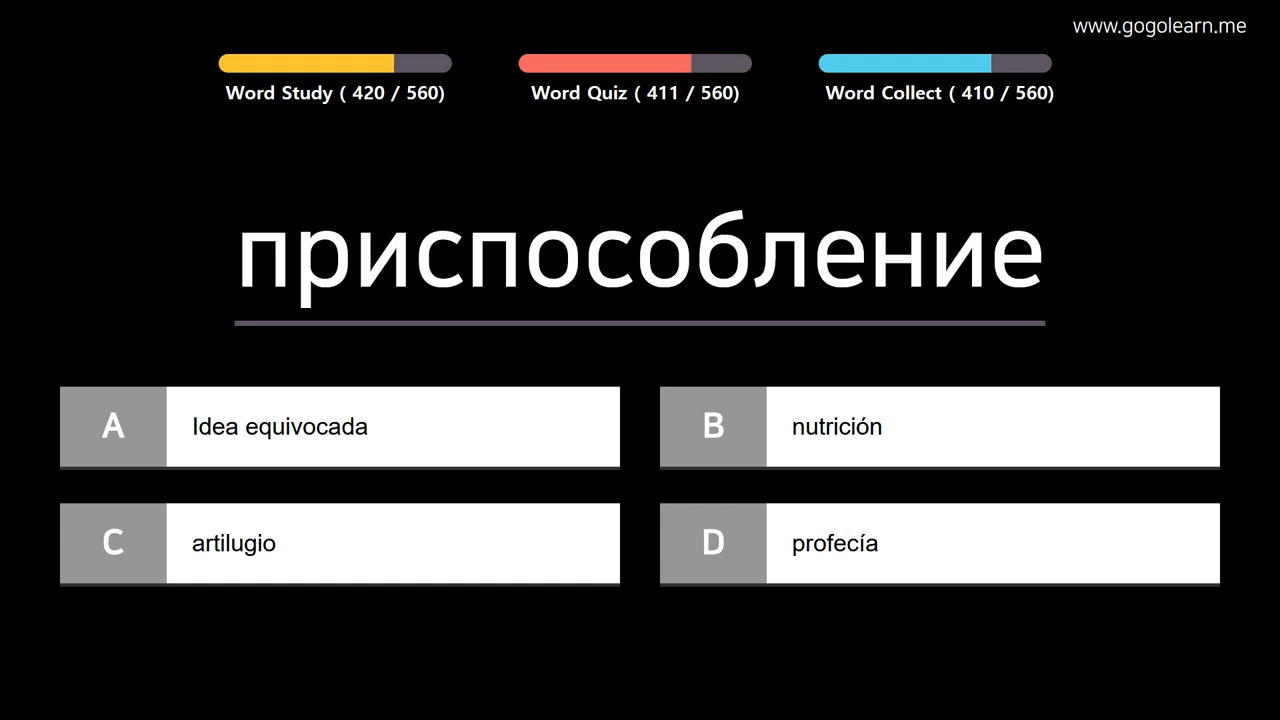 www.gogolearn.me
Word Study ( 420 / 560)
Word Quiz ( 411 / 560)
Word Collect ( 410 / 560)
приспособление
A Idea equivocada
B nutrición
C artilugio
D profecía